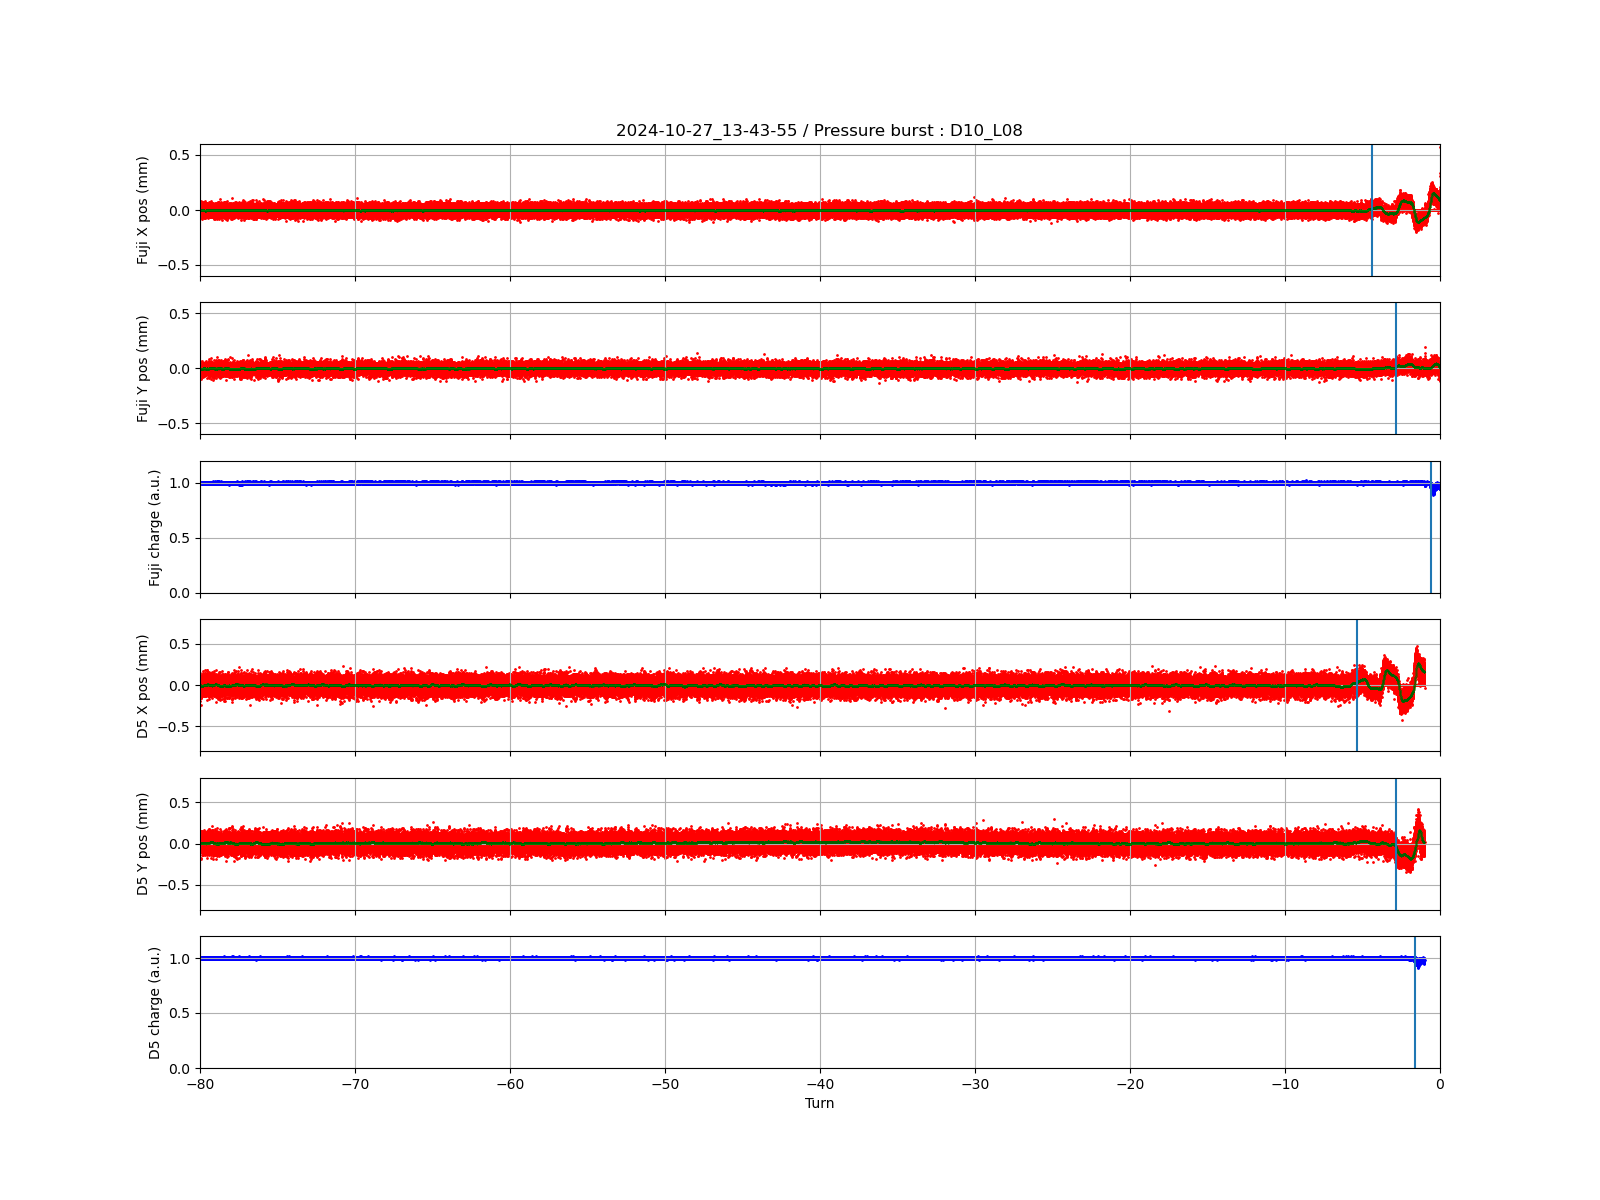 2024-10-27_13-43-55 / Pressure burst : D10_L08
Fuji X pos (mm)
0.5
0.0
−0.5
Fuji Y pos (mm)
0.5
0.0
−0.5
Fuji charge (a.u.)
1.0
0.5
0.0
D5 X pos (mm)
0.5
0.0
−0.5
D5 Y pos (mm)
0.5
0.0
−0.5
D5 charge (a.u.)
1.0
0.5
0.0
−80 −70 −60 −50 −40 −30 −20 −10 0
Turn